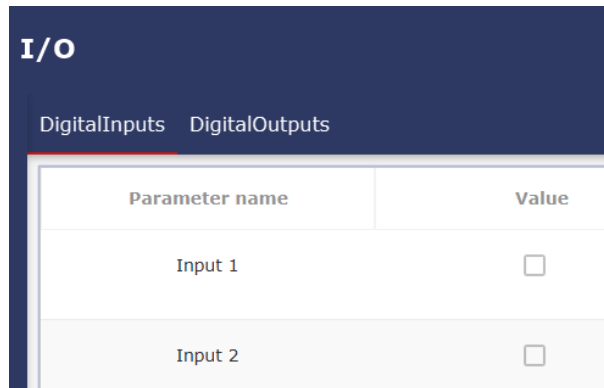 I/O
DigitalInputs DigitalOutputs
Parameter name Value
Input 1
Input 2